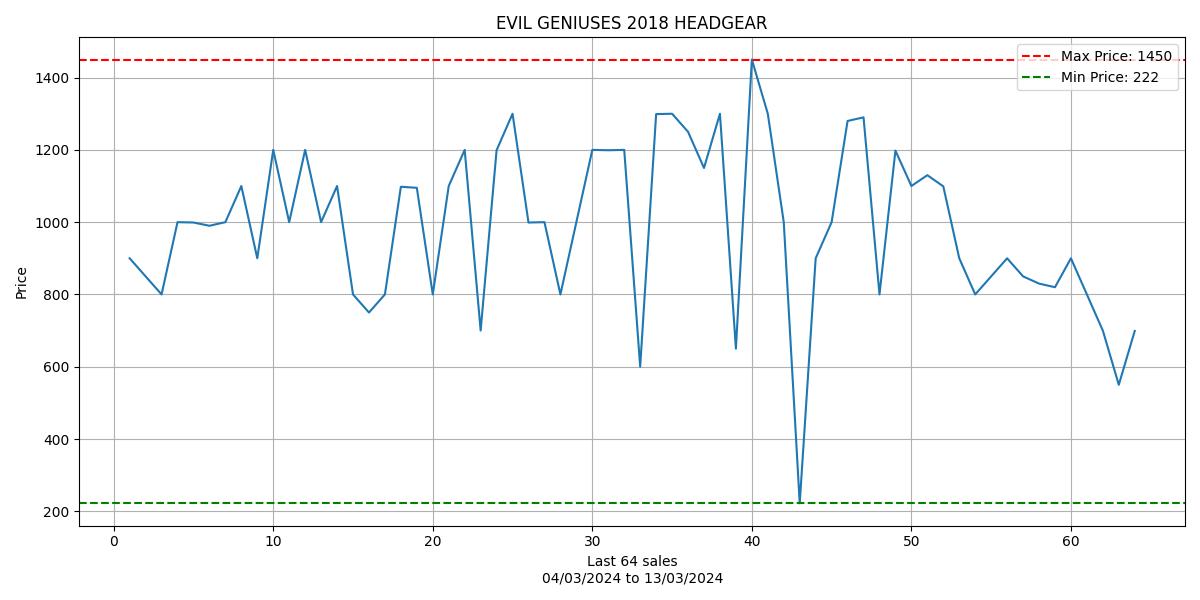 EVIL GENIUSES 2018 HEADGEAR
Max Price: 1450
Min Price: 222
Price
1400
1200
1000
800
600
400
200
0 10 20 30 40 50 60
Last 64 sales
04/03/2024 to 13/03/2024